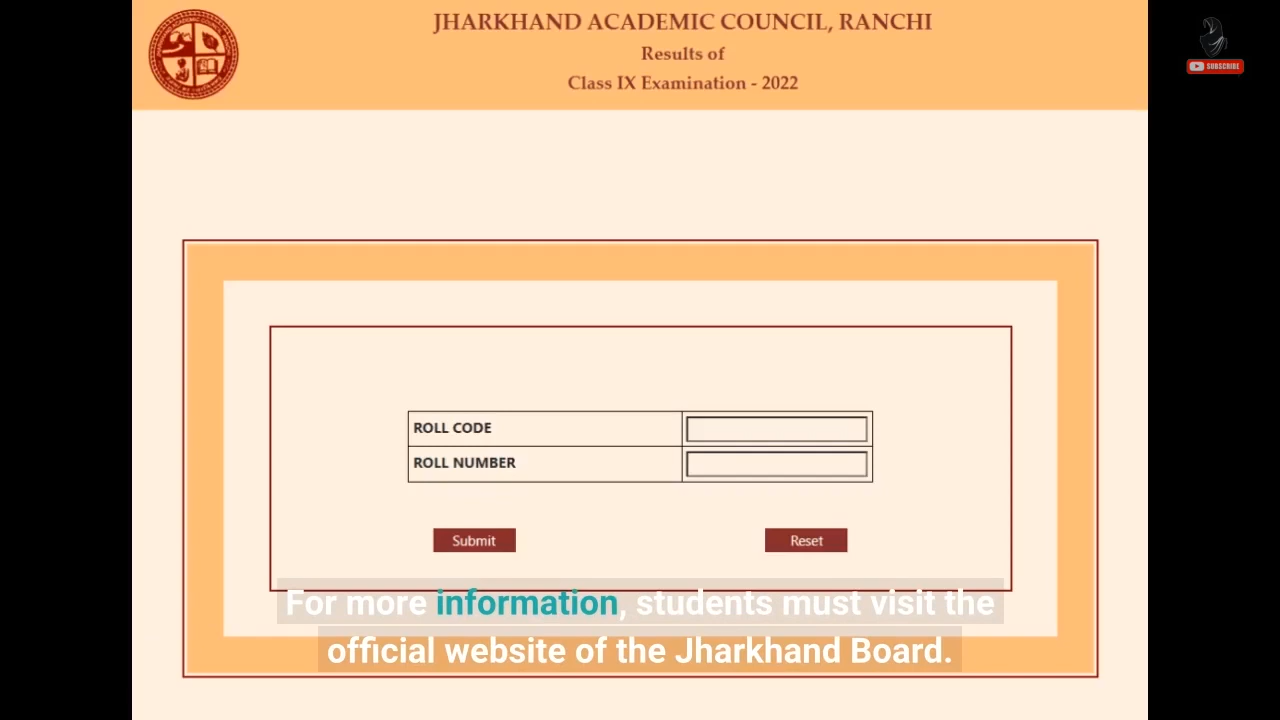 JHARKHAND ACADEMIC COUNCIL, RANCHI
Results of
Class IX Examination - 2022
SUBSCRIBE
ROLL CODE
ROLL NUMBER
Submit
Reset
For more information, students must visit the
official website of the Jharkhand Board.